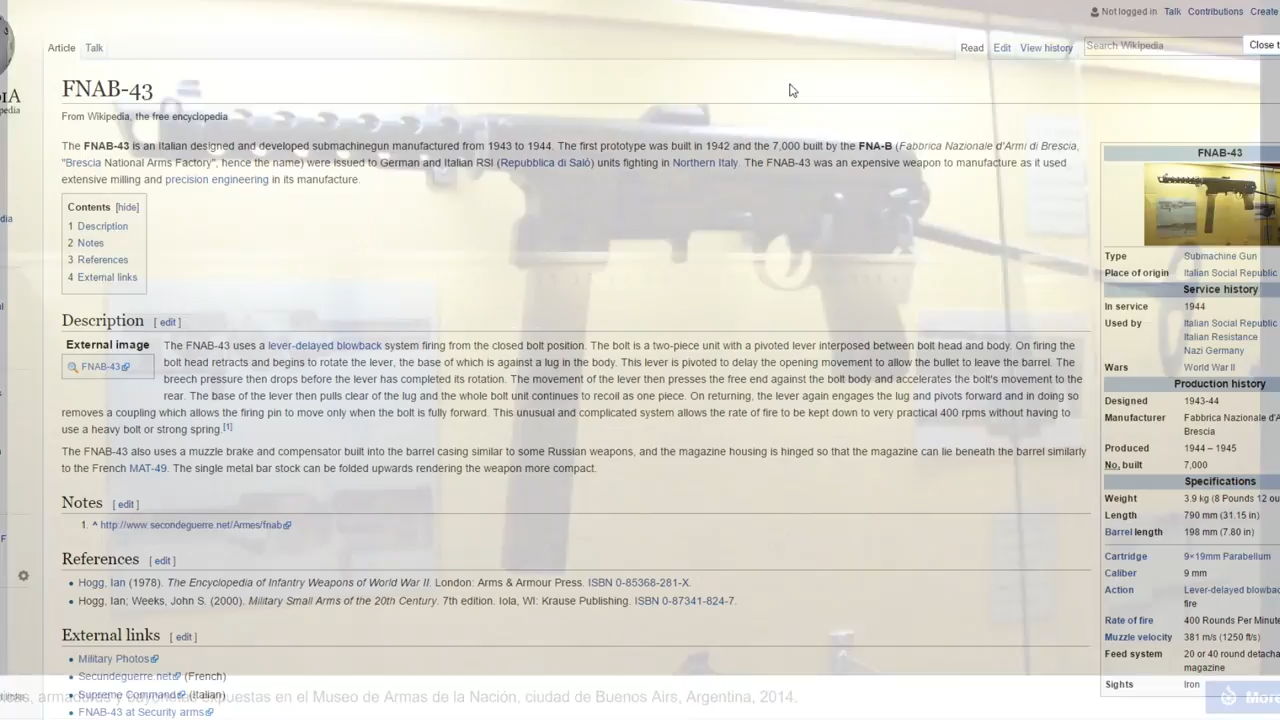 Not logged in Talk Contributions Create
Article Talk
Read Edit View history
Search Wikipedia
Close
FNAB-43
From Wikipedia, the free encyclopedia
The FNAB-43 is an Italian designed and developed submachinegun manufactured from 1943 to 1944. The first prototype was built in 1942 and the 7,000 built by the FNA-B (Fabbrica Nazionale d'Armi di Brescia,
"Brescia National Arms Factory", hence the name) were issued to German and Italian RSI (Repubblica di Salò) units fighting in Northern Italy. The FNAB-43 was an expensive weapon to manufacture as it used
extensive milling and precision engineering in its manufacture.
Contents [hide]
1 Description
2 Notes
3 References
4 External links
Description [ edit ]
External image
FNAB-43
The FNAB-43 uses a lever-delayed blowback system firing from the closed bolt position. The bolt is a two-piece unit with a pivoted lever interposed between bolt head and body. On firing the
bolt head retracts and begins to rotate the lever, the base of which is against a lug in the body. This lever is pivoted to delay the opening movement to allow the bullet to leave the barrel. The
breech pressure then drops before the lever has completed its rotation. The movement of the lever then presses the free end against the bolt body and accelerates the bolt's movement to the
rear. The base of the lever then pulls clear of the lug and the whole bolt unit continues to recoil as one piece. On returning, the lever again engages the lug and pivots forward and in doing so
removes a coupling which allows the firing pin to move only when the bolt is fully forward. This unusual and complicated system allows the rate of fire to be kept down to very practical 400 rpms without having to
use a heavy bolt or strong spring.[1]
The FNAB-43 also uses a muzzle brake and compensator built into the barrel casing similar to some Russian weapons, and the magazine housing is hinged so that the magazine can lie beneath the barrel similarly
to the French MAT-49. The single metal bar stock can be folded upwards rendering the weapon more compact.
Notes [ edit ]
1. ^ http://www.secondeguerre.net/Armes/fnab
References [ edit ]
• Hogg, Ian (1978). The Encyclopedia of Infantry Weapons of World War II. London: Arms & Armour Press. ISBN 0-85368-281-X.
• Hogg, Ian; Weeks, John S. (2000). Military Small Arms of the 20th Century. 7th edition. Iola, WI: Krause Publishing. ISBN 0-87341-824-7.
External links [ edit ]
• Military Photos
• Secundeguerre.net (French)
• Supreme Command (Italian)
• FNAB-43 at Security arms
FNAB-43
Type Submachine Gun
Place of origin Italian Social Republic
Service history
In service 1944
Used by Italian Social Republic
Italian Resistance
Nazi Germany
Wars World War II
Production history
Designed 1943-44
Manufacturer Fabbrica Nazionale
Brescia
Produced 1944 – 1945
No. built 7,000
Specifications
Weight 3.9 kg (8 Pounds 12
Length 790 mm (31.15 in)
Barrel length 198 mm (7.80 in)
Cartridge 9×19mm Parabellum
Caliber 9 mm
Action Lever-delayed
fire
Rate of fire 400 Rounds Per
Muzzle velocity 381 m/s (1250 ft/s)
Feed system 20 or 40 round
magazine
Sights Iron
expuestas en el Museo de Armas de la Nación, ciudad de Buenos Airs, Argentina, 2014.